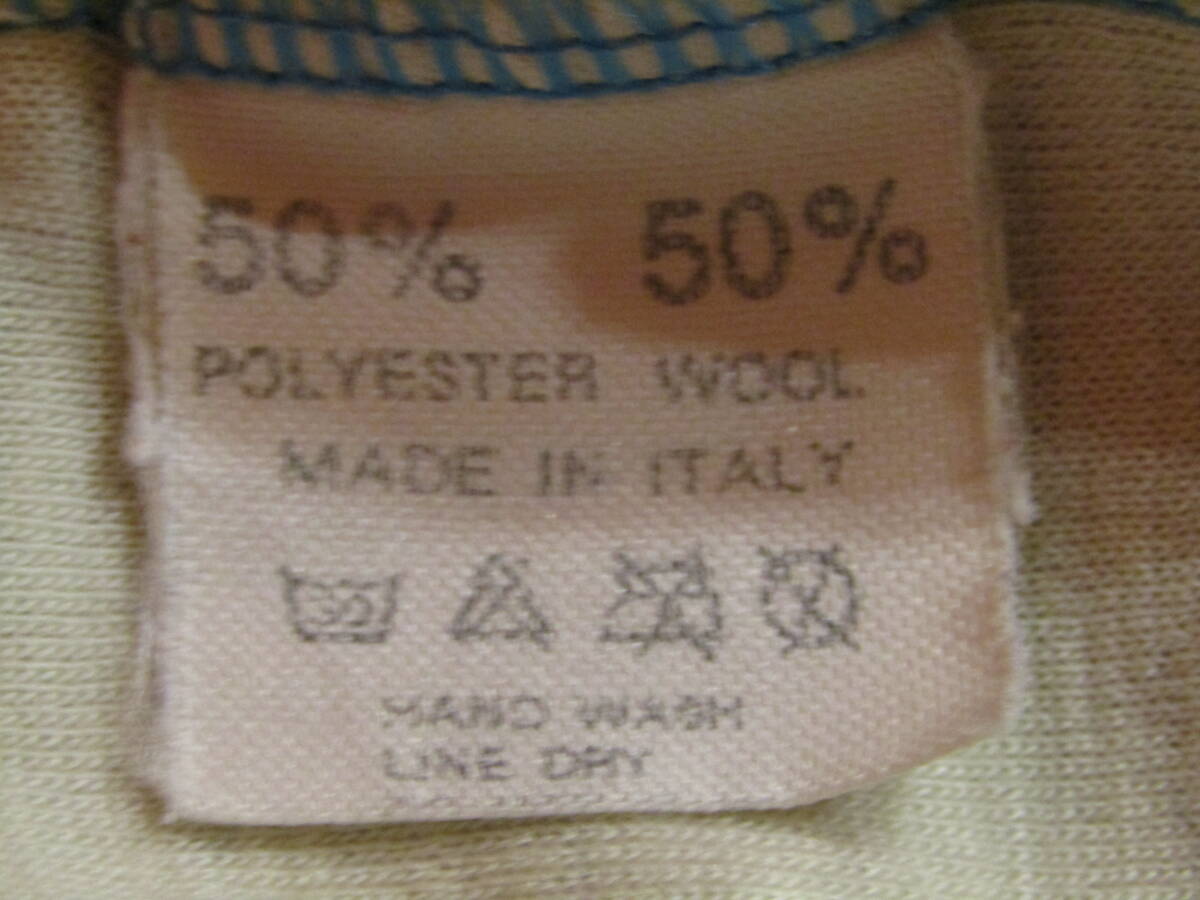 50% 50%
POLYESTER WOOL
MADE IN ITALY
HAND WASH
LINE DRY